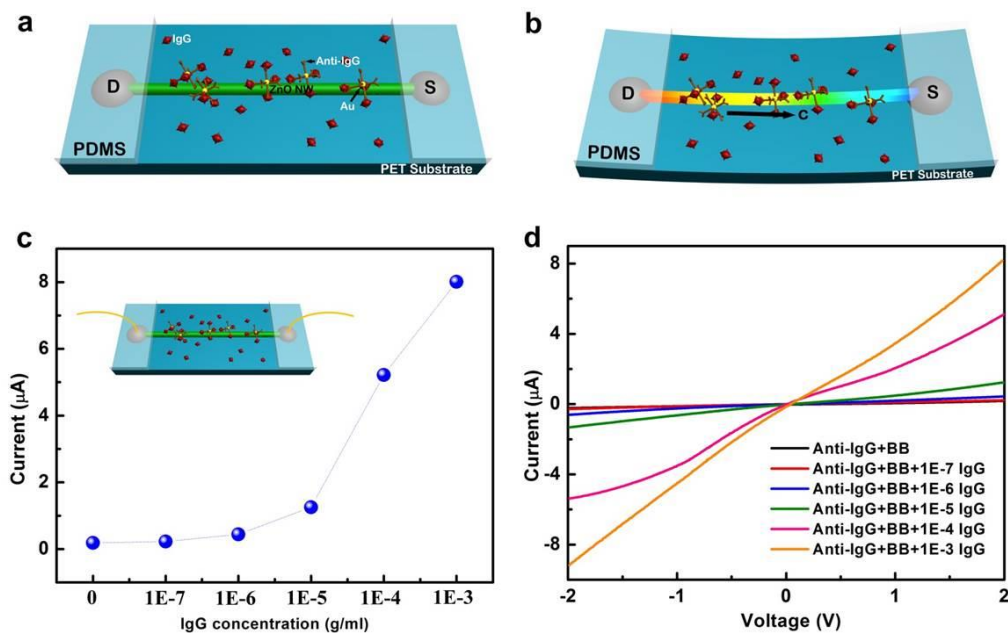 a
IgG
Anti-IgG
D
ZnO NW
S
Au
PDMS
PET Substrate
b
D
S
c
PDMS
PET Substrate
c
8
6
4
2
0
Current (μA)
0 1E-7 1E-6 1E-5 1E-4 1E-3
IgG concentration (g/ml)
d
8
4
0
-4
-8
Current (μA)
Anti-IgG+BB
Anti-IgG+BB+1E-7 IgG
Anti-IgG+BB+1E-6 IgG
Anti-IgG+BB+1E-5 IgG
Anti-IgG+BB+1E-4 IgG
Anti-IgG+BB+1E-3 IgG
-2 -1 0 1 2
Voltage (V)